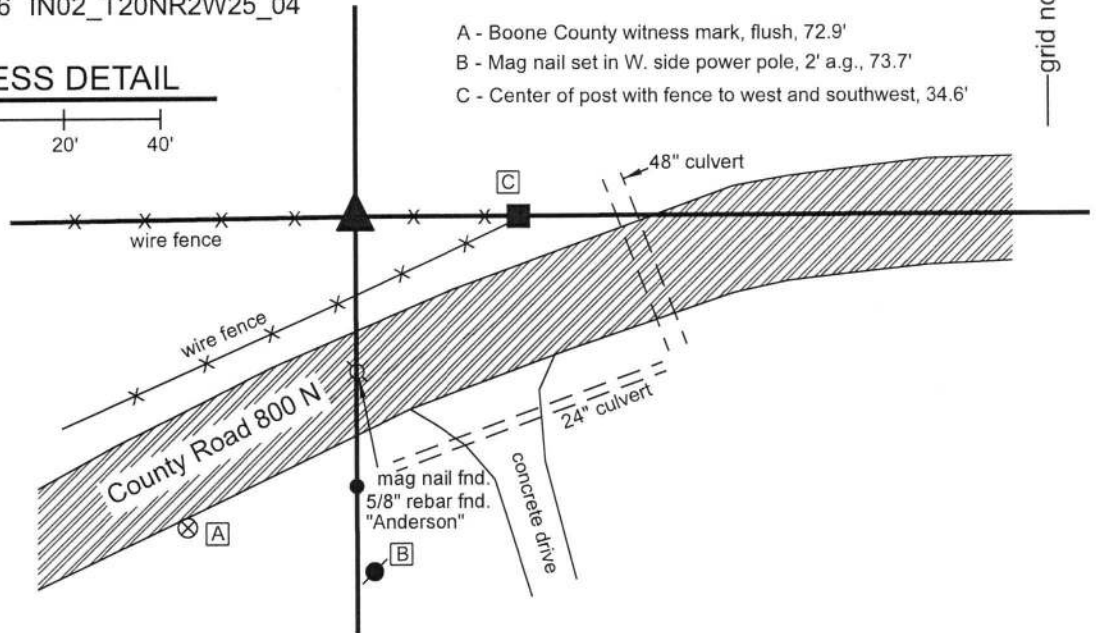 6 IN02_T20NR2W25_04
ESS DETAIL
20' 40'
A - Boone County witness mark, flush, 72.9'
B - Mag nail set in W. side power pole, 2' a.g., 73.7'
C - Center of post with fence to west and southwest, 34.6'
grid no
48" culvert
C
wire fence
wire fence
County Road 800 N
24" culvert
mag nail fnd.
5/8" rebar fnd.
"Anderson"
concrete drive
A
B